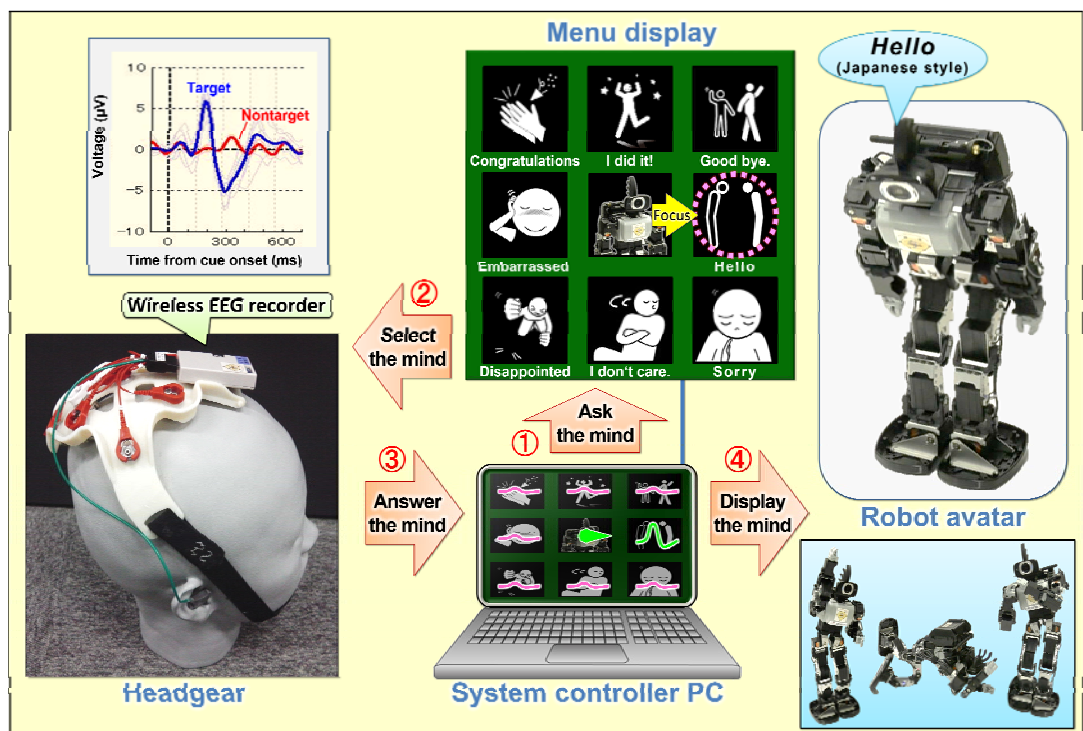 Menu display
Hello
(Japanese style)
10
5
0
−5
−10
Voltage (µV)
Target
Nontarget
0
300
600
Time from cue onset (ms)
Congratulations
I did it!
Good bye.
Embarrassed
Focus
Hello
Disappointed
I don't care.
Sorry
Wireless EEG recorder
②
Select
the mind
①
Ask
the mind
③
Answer
the mind
④
Display
the mind
Robot avatar
Headgear
System controller PC